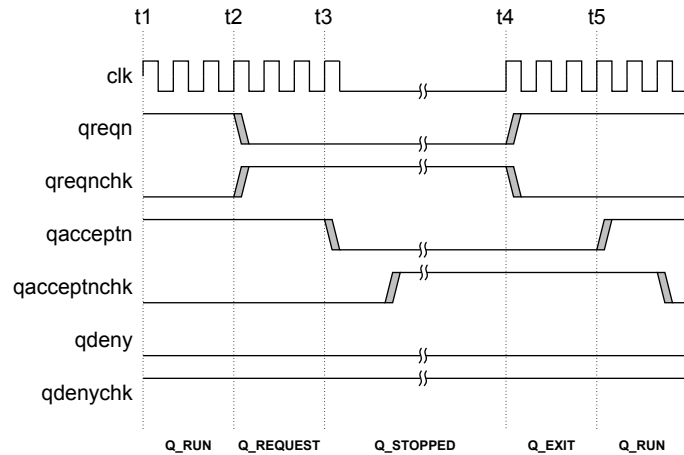 t1 t2 t3 t4 t5
clk
qreqn
qreqnchk
qacceptn
qacceptnchk
qdeny
qdenychk
Q_RUN Q_REQUEST Q_STOPPED Q_EXIT Q_RUN